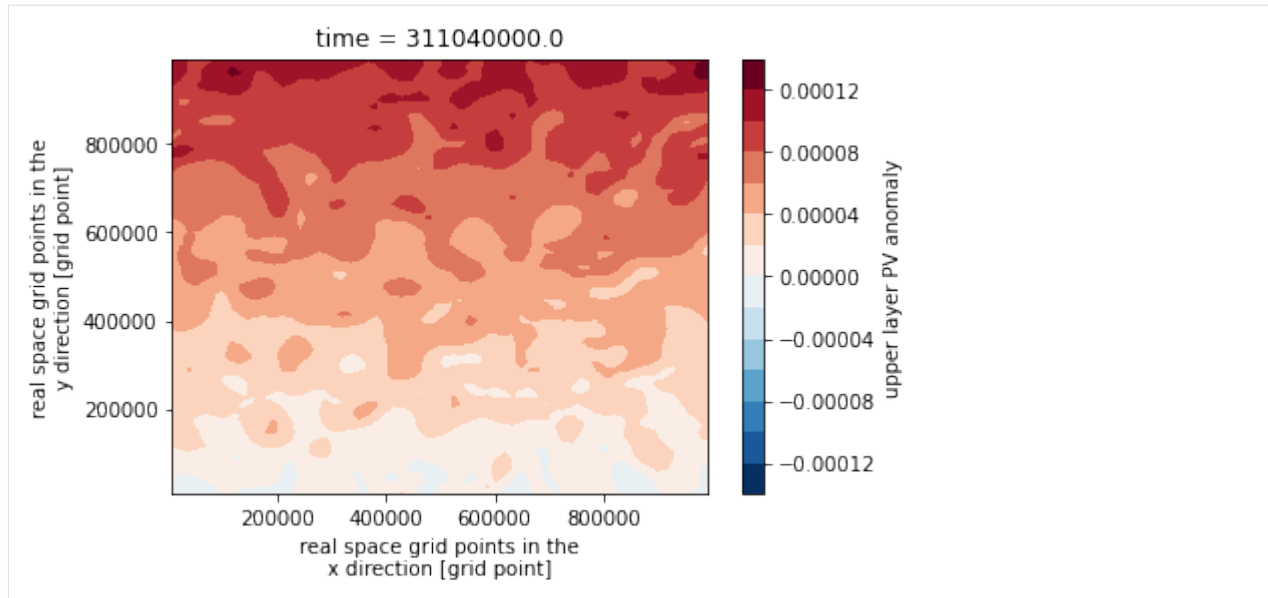 time = 311040000.0
real space grid points in the
y direction [grid point]
800000
600000
400000
200000
200000 400000 600000 800000
real space grid points in the
x direction [grid point]
0.00012
0.00008
0.00004
0.00000
−0.00004
−0.00008
−0.00012
upper layer PV anomaly